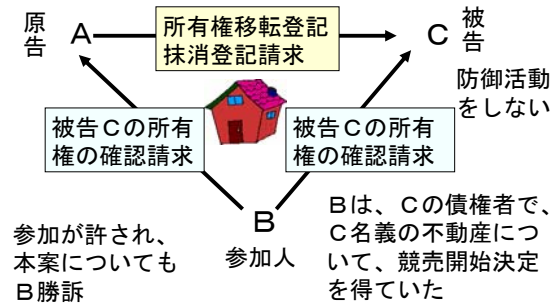 原告
A
所有権移転登記
抹消登記請求
C
被告
防御活動
をしない
被告Cの所有
権の確認請求
被告Cの所有
権の確認請求
B
参加人
参加が許され、
本案についても
B勝訴
Bは、Cの債権者で、
C名義の不動産につ
いて、競売開始決定
を得ていた